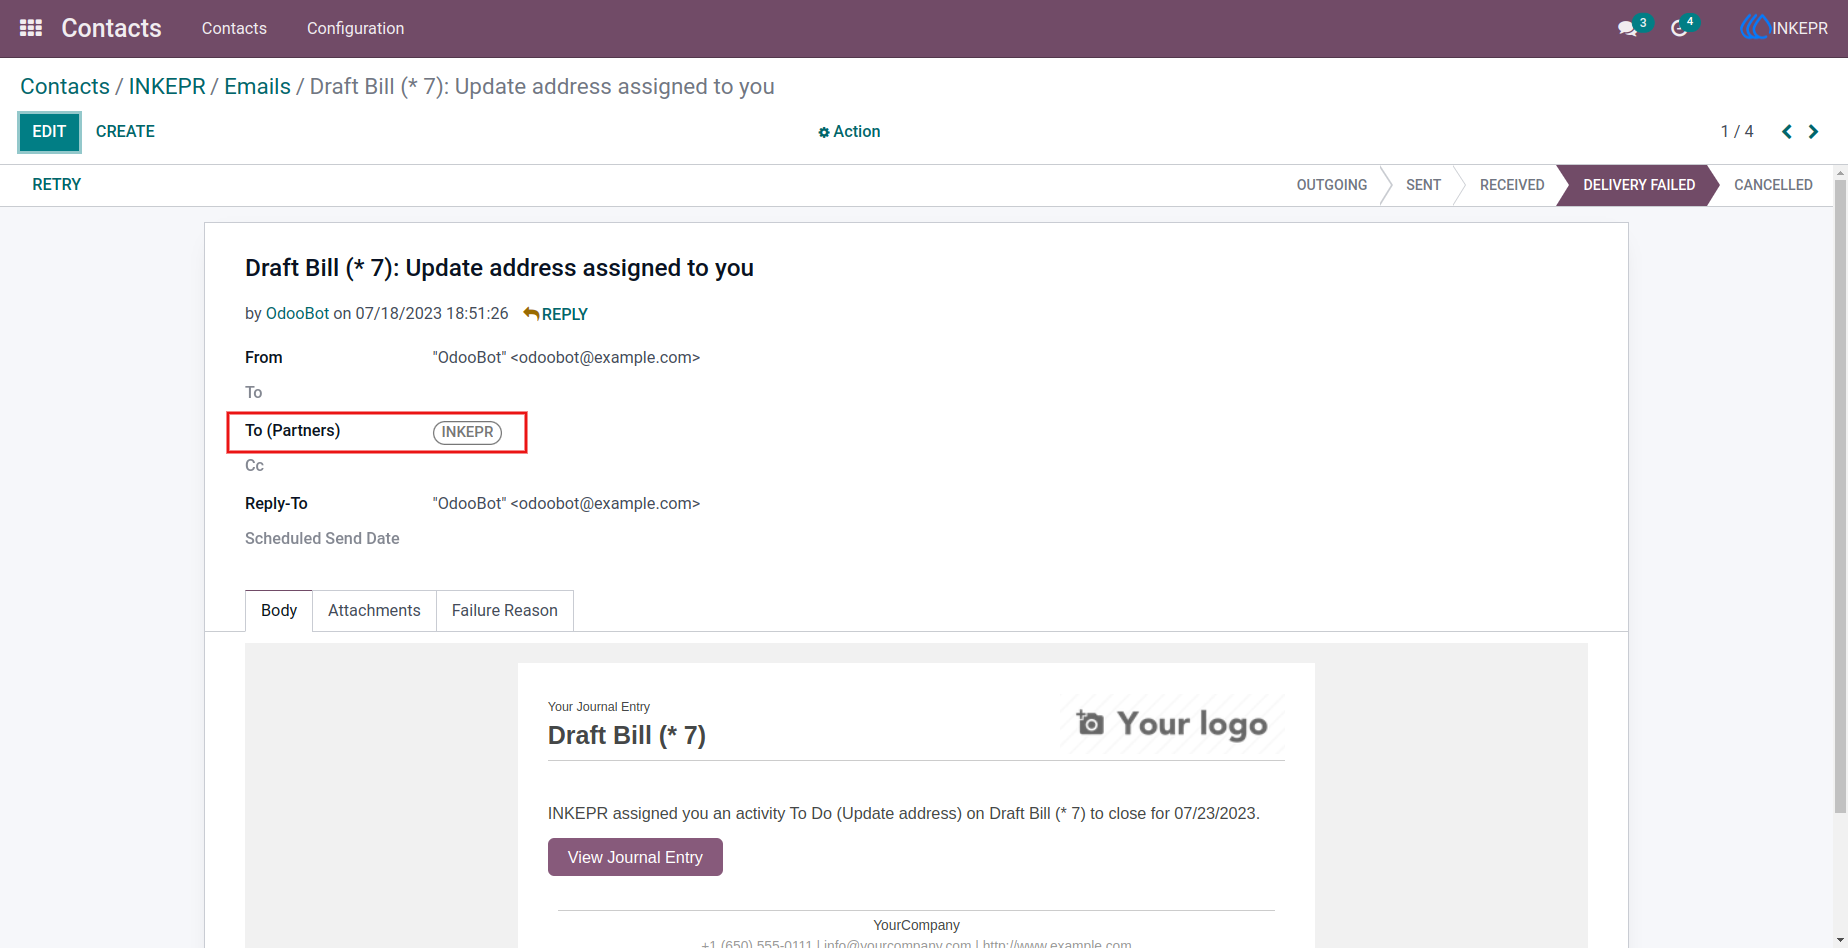 Contacts Contacts Configuration 3 4 INKEPR
Contacts / INKEPR / Emails / Draft Bill (* 7): Update address assigned to you
EDIT CREATE Action 1 / 4
RETRY OUTGOING SENT RECEIVED DELIVERY FAILED CANCELLED
Draft Bill (* 7): Update address assigned to you
by OdooBot on 07/18/2023 18:51:26 REPLY
From "OdooBot" <odoobot@example.com>
To
To (Partners) INKEPR
Cc
Reply-To "OdooBot" <odoobot@example.com>
Scheduled Send Date
Body Attachments Failure Reason
Your Journal Entry
Draft Bill (* 7)
Your logo
INKEPR assigned you an activity To Do (Update address) on Draft Bill (* 7) to close for 07/23/2023.
View Journal Entry
YourCompany
+1 (650) 555-0111 | info@yourcompany.com | http://www.example.com